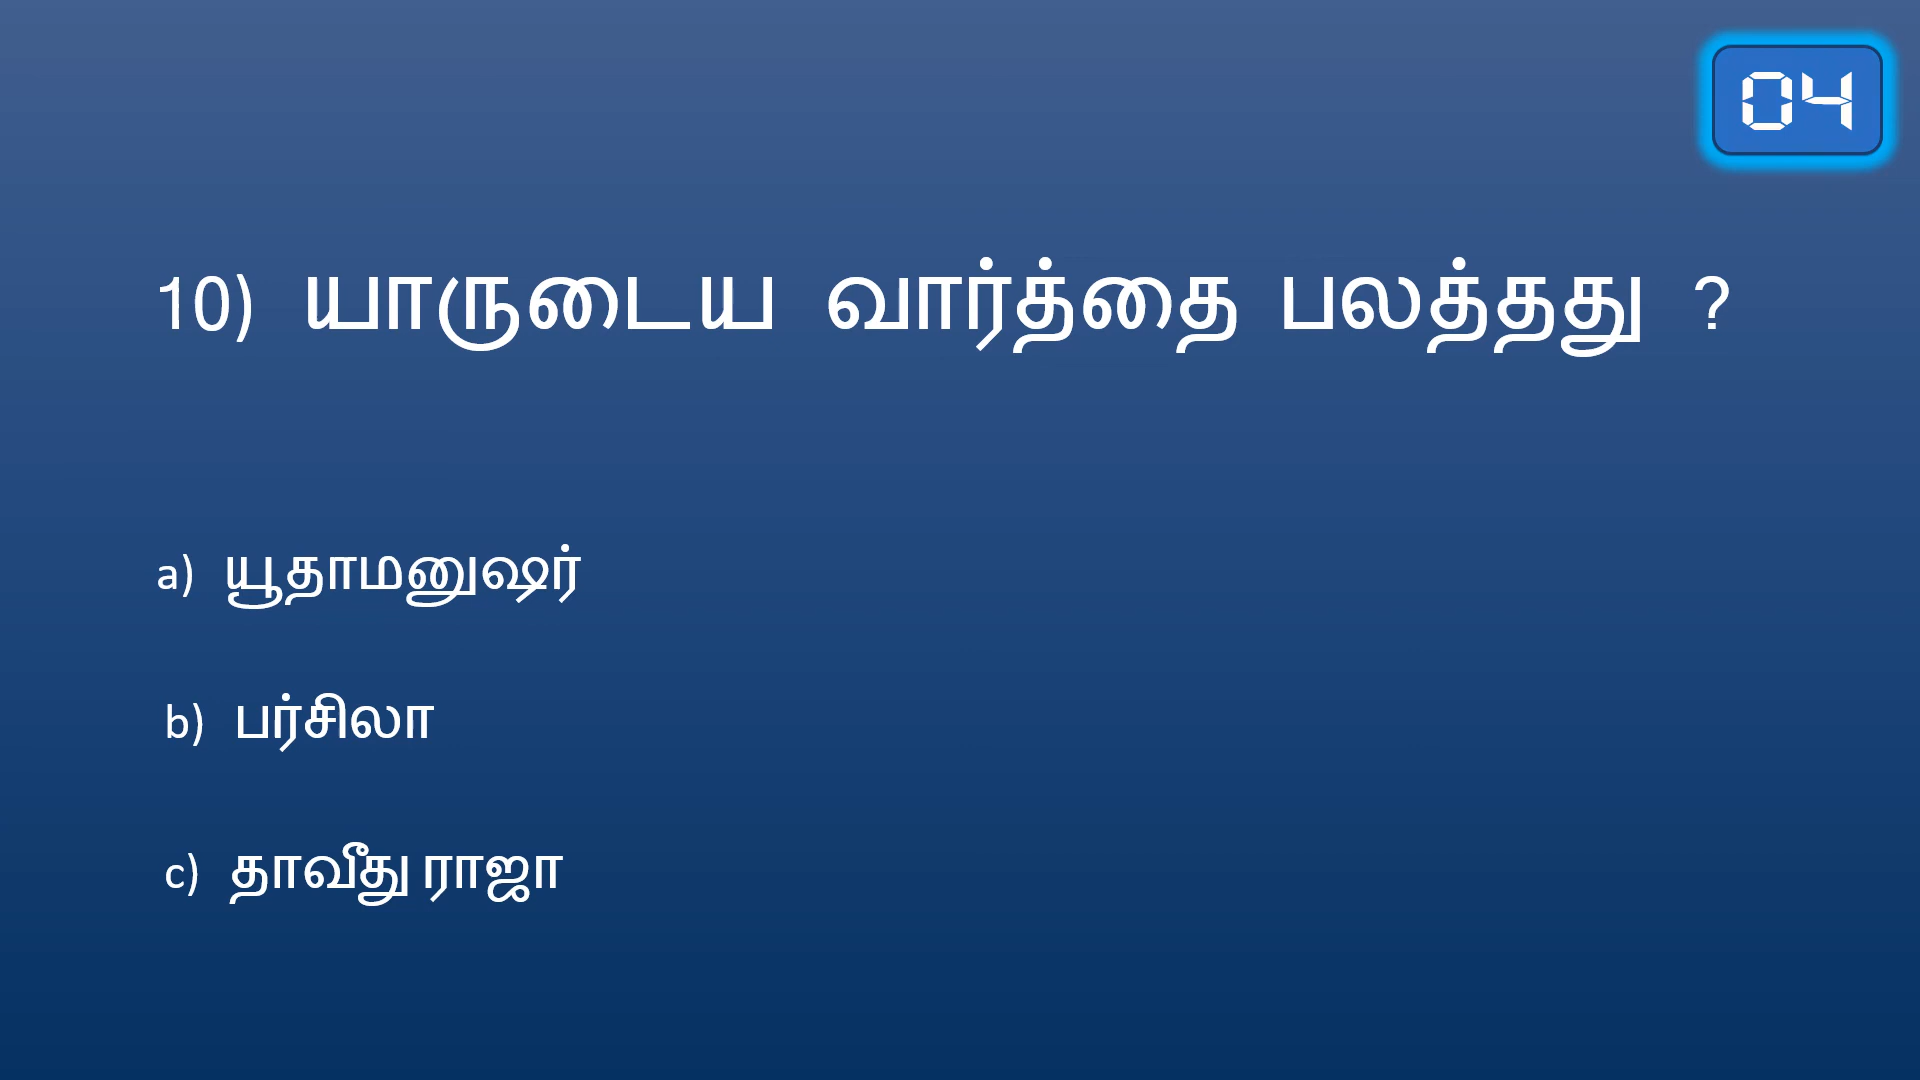 04
10) யாருடைய வார்த்தை பலத்தது ?
a) யூதாமனுஷர்
b) பர்சிலா
c) தாவீது ராஜா